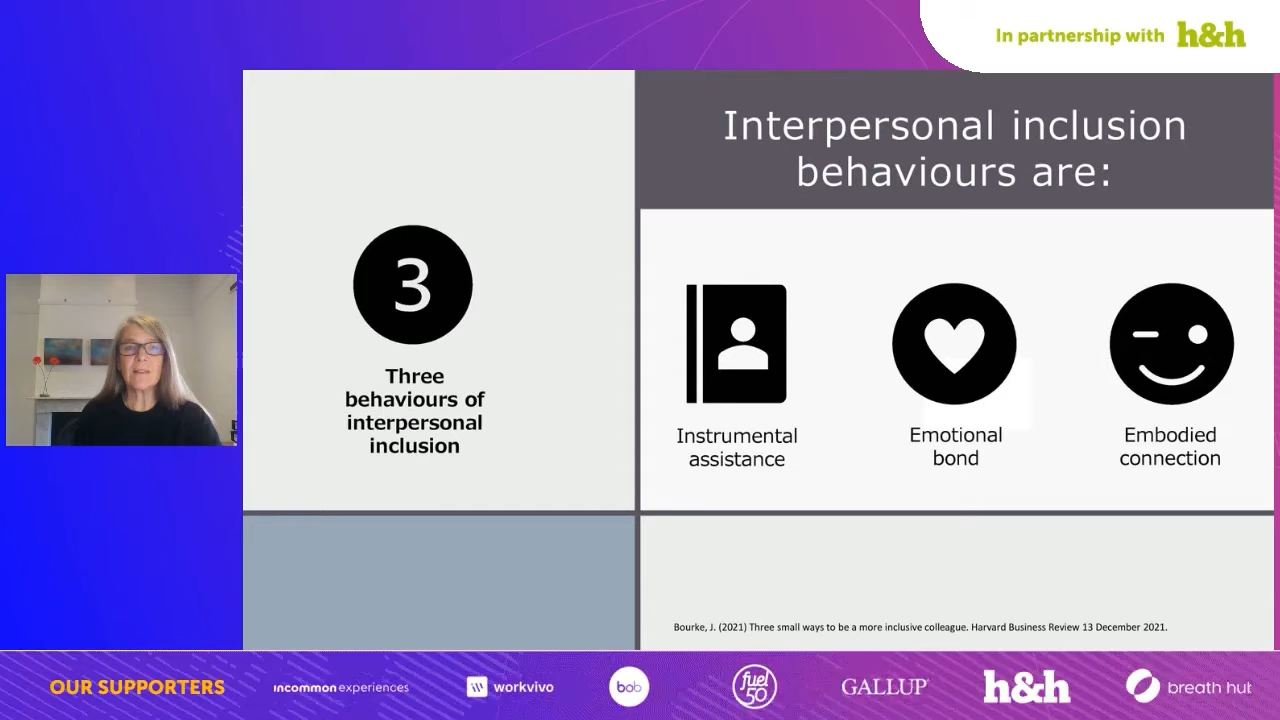 In partnership with h&h
Interpersonal inclusion
behaviours are:
3
Three
behaviours of
interpersonal
inclusion
Instrumental
assistance
Emotional
bond
Embodied
connection
Bourke, J. (2021) Three small ways to be a more inclusive colleague. Harvard Business Review 13 December 2021.
OUR SUPPORTERS
incommon experiences
workvivo
bob
fuel
50
GALLUP
h&h
breath hut